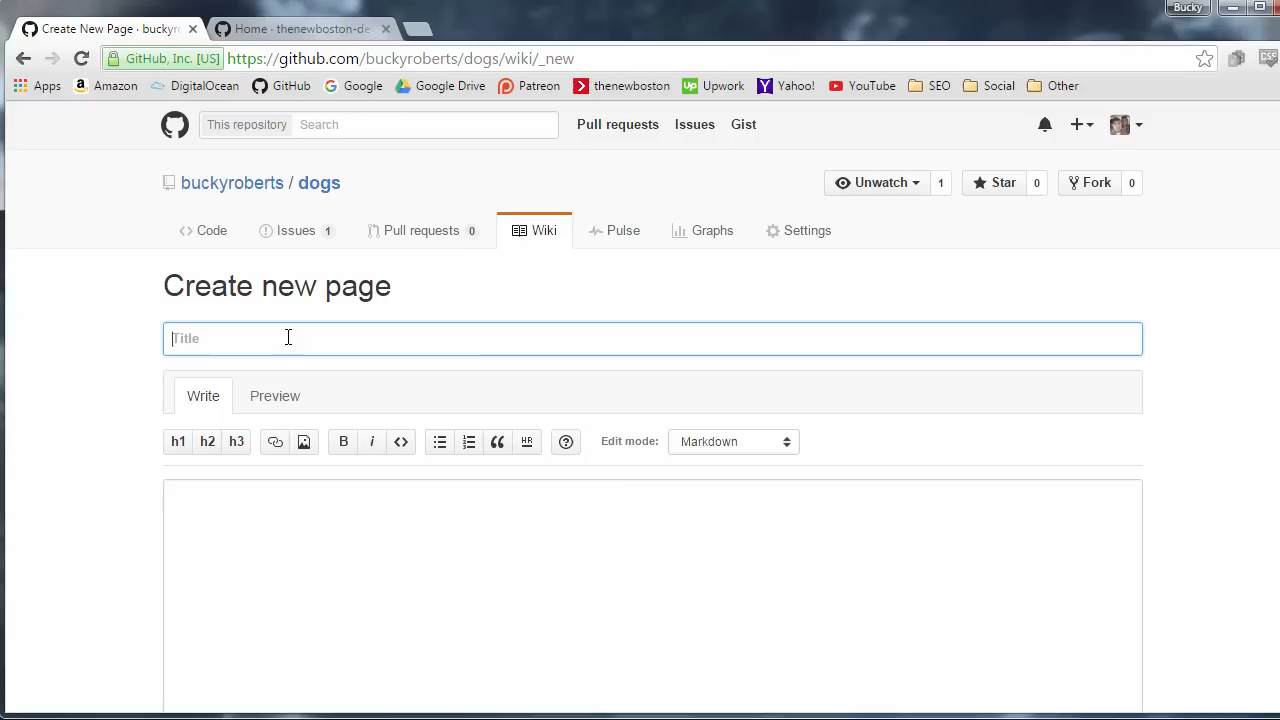 Bucky
Create New Page · buckyr
Home · thenewboston-de
GitHub, Inc. [US] https://github.com/buckyroberts/dogs/wiki/_new
Apps Amazon DigitalOcean GitHub Google Google Drive Patreon thenewboston Upwork Yahoo! YouTube SEO Social Other
This repository Search Pull requests Issues Gist
buckyroberts / dogs Unwatch 1 Star 0 Fork 0
Code Issues 1 Pull requests 0 Wiki Pulse Graphs Settings
Create new page
Title
Write Preview
h1 h2 h3 B i HR Edit mode: Markdown